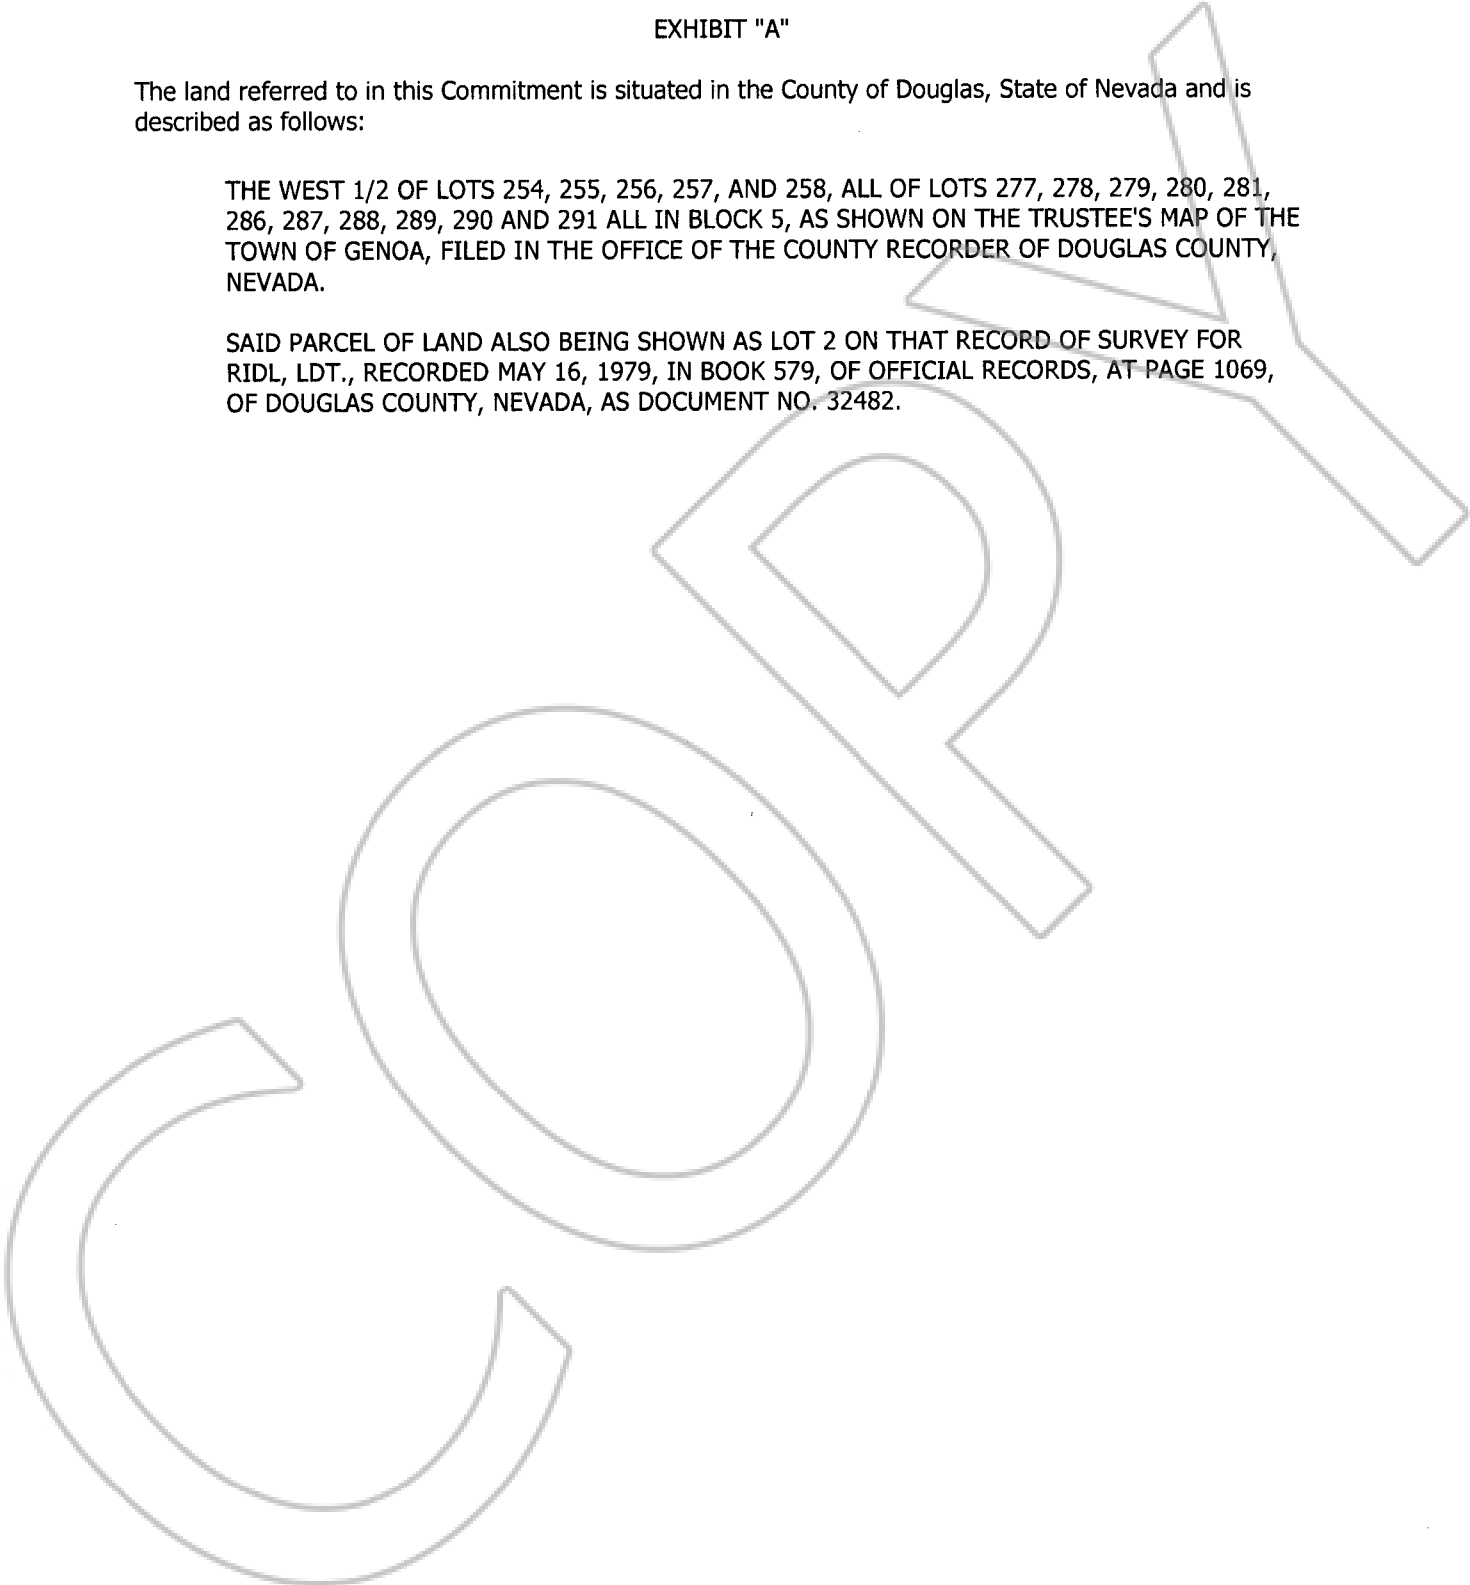 EXHIBIT "A"
The land referred to in this Commitment is situated in the County of Douglas, State of Nevada and is
described as follows:
THE WEST 1/2 OF LOTS 254, 255, 256, 257, AND 258, ALL OF LOTS 277, 278, 279, 280, 281,
286, 287, 288, 289, 290 AND 291 ALL IN BLOCK 5, AS SHOWN ON THE TRUSTEE'S MAP OF THE
TOWN OF GENOA, FILED IN THE OFFICE OF THE COUNTY RECORDER OF DOUGLAS COUNTY,
NEVADA.
SAID PARCEL OF LAND ALSO BEING SHOWN AS LOT 2 ON THAT RECORD OF SURVEY FOR
RIDL, LDT., RECORDED MAY 16, 1979, IN BOOK 579, OF OFFICIAL RECORDS, AT PAGE 1069,
OF DOUGLAS COUNTY, NEVADA, AS DOCUMENT NO. 32482.
COPY